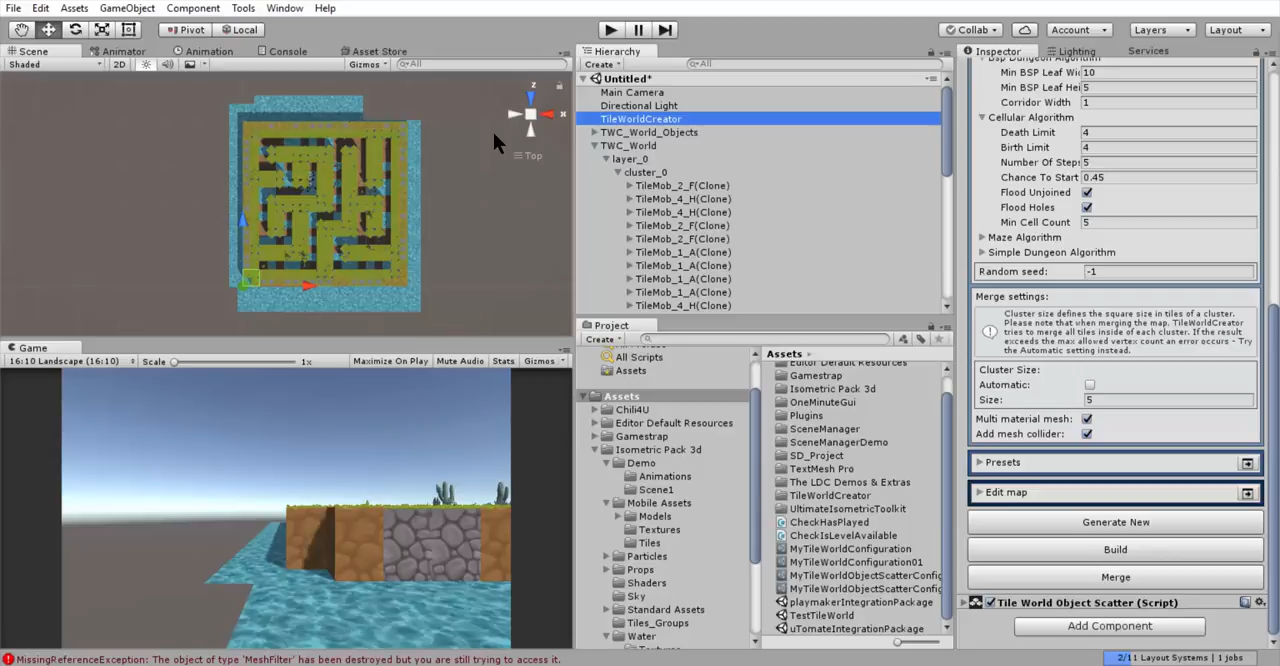 File Edit Assets GameObject Component Tools Window Help
Pivot Local Collab Account Layers Layout
Scene Animator Animation Console Asset Store
Shaded 2D Gizmos All
z
x
Top
Game
16:10 Landscape (16:10) Scale 1x Maximize On Play Mute Audio Stats Gizmos
Hierarchy
Create All
Untitled*
Main Camera
Directional Light
TileWorldCreator
TWC_World_Objects
TWC_World
layer_0
cluster_0
TileMob_2_F(Clone)
TileMob_4_H(Clone)
TileMob_4_H(Clone)
TileMob_2_F(Clone)
TileMob_2_F(Clone)
TileMob_1_A(Clone)
TileMob_1_A(Clone)
TileMob_1_A(Clone)
TileMob_1_A(Clone)
TileMob_4_H(Clone)
Project
Create
All Scripts
Assets
Assets
Chili4U
Editor Default Resources
Gamestrap
Isometric Pack 3d
Demo
Animations
Scene1
Mobile Assets
Models
Textures
Tiles
Particles
Props
Shaders
Sky
Standard Assets
Tiles_Groups
Water
Assets
Editor Default Resources
Gamestrap
Isometric Pack 3d
OneMinuteGui
Plugins
SceneManager
SceneManagerDemo
SD_Project
TextMesh Pro
The LDC Demos & Extras
TileWorldCreator
UltimateIsometricToolkit
CheckHasPlayed
CheckIsLevelAvailable
MyTileWorldConfiguration
MyTileWorldConfiguration01
MyTileWorldObjectScatterConfig
MyTileWorldObjectScatterConfig
playmakerIntegrationPackage
TestTileWorld
uTomateIntegrationPackage
Inspector Lighting Services
Bsp Dungeon Algorithm
Min BSP Leaf Wid 10
Min BSP Leaf Hei 5
Corridor Width 1
Cellular Algorithm
Death Limit 4
Birth Limit 4
Number Of Steps 5
Chance To Start 0.45
Flood Unjoined
Flood Holes
Min Cell Count 5
Maze Algorithm
Simple Dungeon Algorithm
Random seed: -1
Merge settings:
Cluster size defines the square size in tiles of a cluster.
Please note that when merging the map. TileWorldCreator
tries to merge all tiles inside of each cluster. If the result
exceeds the max allowed vertex count an error occurs - Try
the Automatic setting instead.
Cluster Size:
Automatic:
Size: 5
Multi material mesh:
Add mesh collider:
Presets
Edit map
Generate New
Build
Merge
Tile World Object Scatter (Script)
Add Component
MissingReferenceException: The object of type 'MeshFilter' has been destroyed but you are still trying to access it.
2/11 Layout Systems | 1 jobs